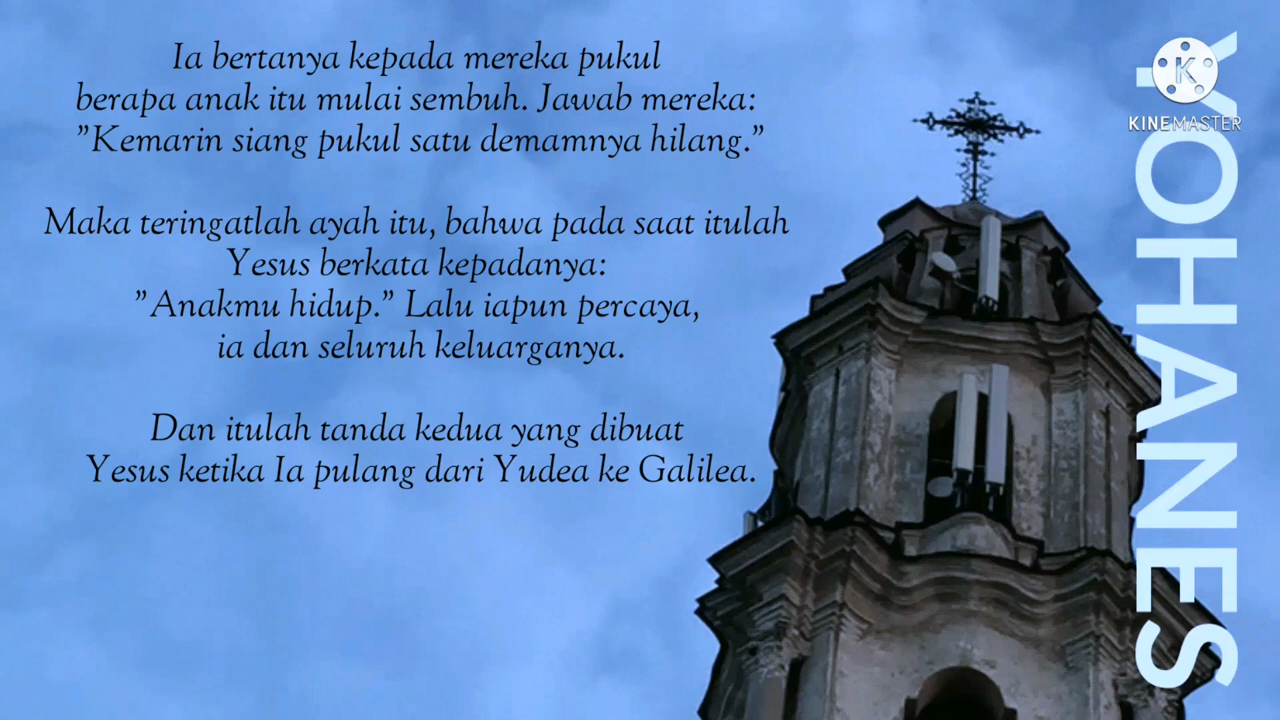 Ia bertanya kepada mereka pukul
berapa anak itu mulai sembuh. Jawab mereka:
"Kemarin siang pukul satu demamnya hilang."
Maka teringatlah ayah itu, bahwa pada saat itulah
Yesus berkata kepadanya:
"Anakmu hidup." Lalu iapun percaya,
ia dan seluruh keluarganya.
Dan itulah tanda kedua yang dibuat
Yesus ketika Ia pulang dari Yudea ke Galilea.
YOHANES
K
KINEMASTER